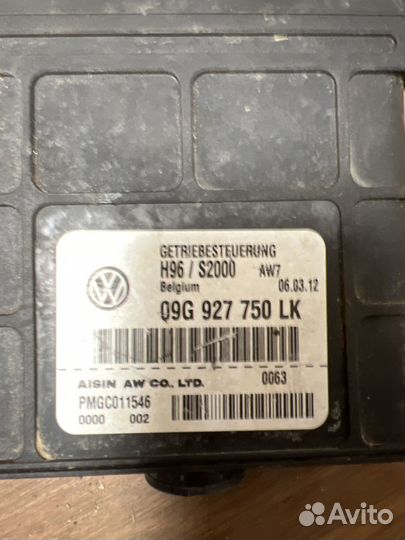 GETRIEBESTEUERUNG
H96 / S2000 AW7
Belgium 06.03.12
09G 927 750 LK
AISIN AW CO., LTD. 0063
PMGC011546
0000 002
Avito